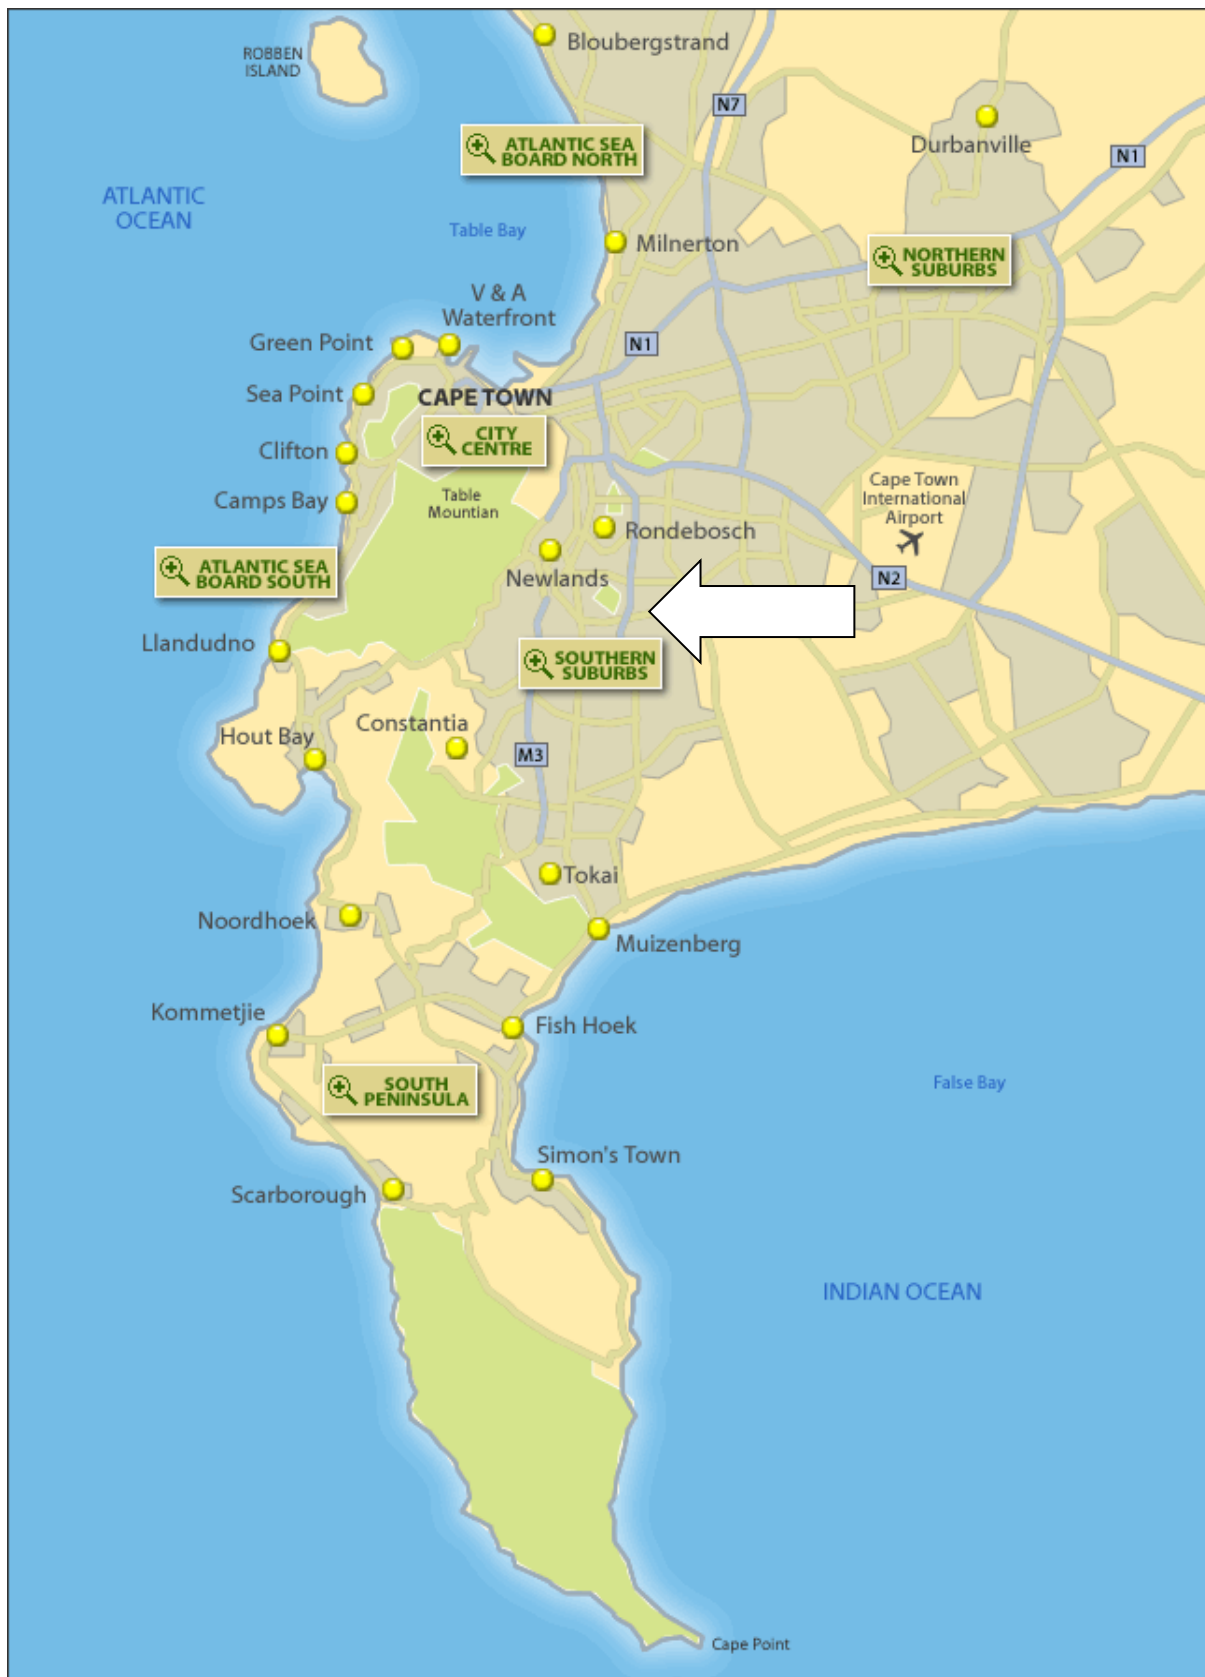 Bloubergstrand
ROBBEN
ISLAND
N7
Durbanville
ATLANTIC SEA
BOARD NORTH
N1
ATLANTIC
OCEAN
Table Bay
Milnerton
NORTHERN
SUBURBS
V & A
Waterfront
Green Point
N1
Sea Point
CAPE TOWN
CITY
CENTRE
Clifton
Camps Bay
Table
Mountian
Cape Town
International
Airport
Rondebosch
ATLANTIC SEA
BOARD SOUTH
Newlands
N2
Llandudno
SOUTHERN
SUBURBS
Constantia
Hout Bay
M3
Tokai
Noordhoek
Muizenberg
Kommetjie
Fish Hoek
SOUTH
PENINSULA
False Bay
Simon's Town
Scarborough
INDIAN OCEAN
Cape Point